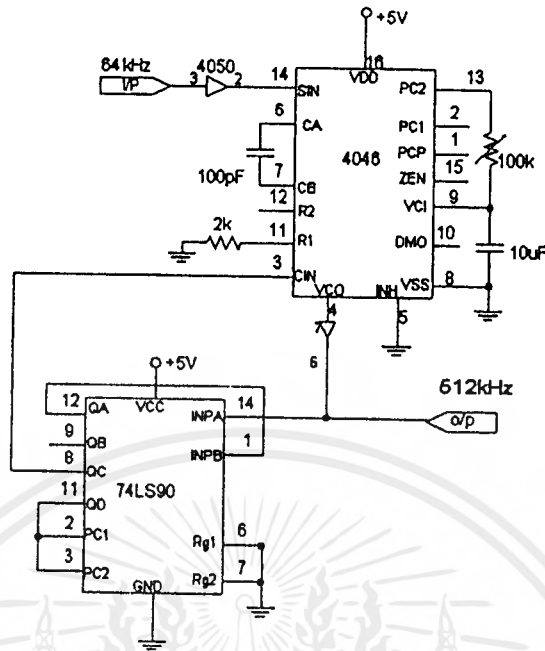 +5V
64kHz
I/P
3
4050
2
14
SIN
16
VDD
PC2
13
6
CA
PC1
2
PCP
1
4046
100k
100pF
7
CB
ZEN
15
12
R2
VCI
9
2k
11
R1
DMO
10
10uF
3
CIN
VCO
INH
VSS
8
4
5
7
6
+5V
512kHz
o/p
12
QA
VCC
INPA
14
9
QB
INPB
1
8
QC
11
QD
74LS90
2
PC1
Rg1
6
3
PC2
Rg2
7
GND